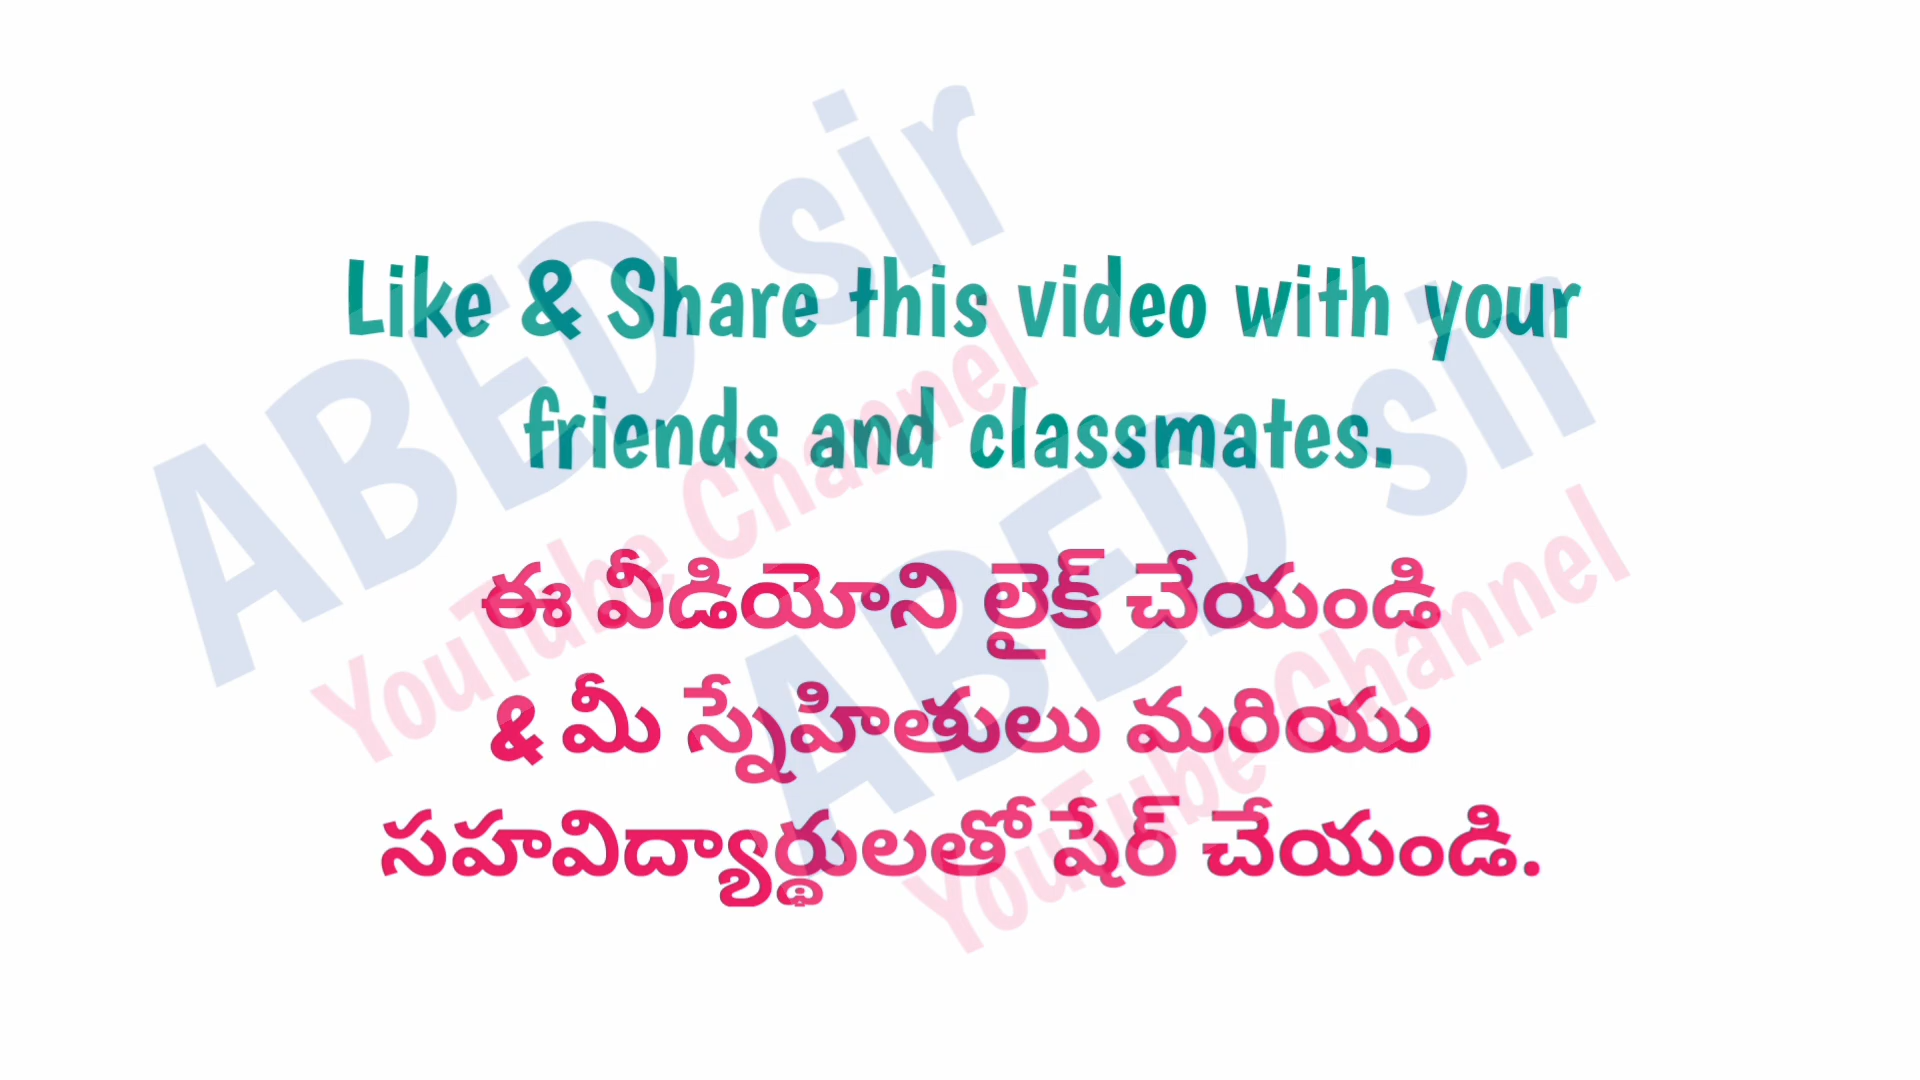 Like & Share this video with your
friends and classmates.
ఈ వీడియోని లైక్ చేయండి
& మీ స్నేహితులు మరియు
సహవిద్యార్థులతో షేర్ చేయండి.
ABED sir
YouTube Channel
ABED sir
YouTube Channel